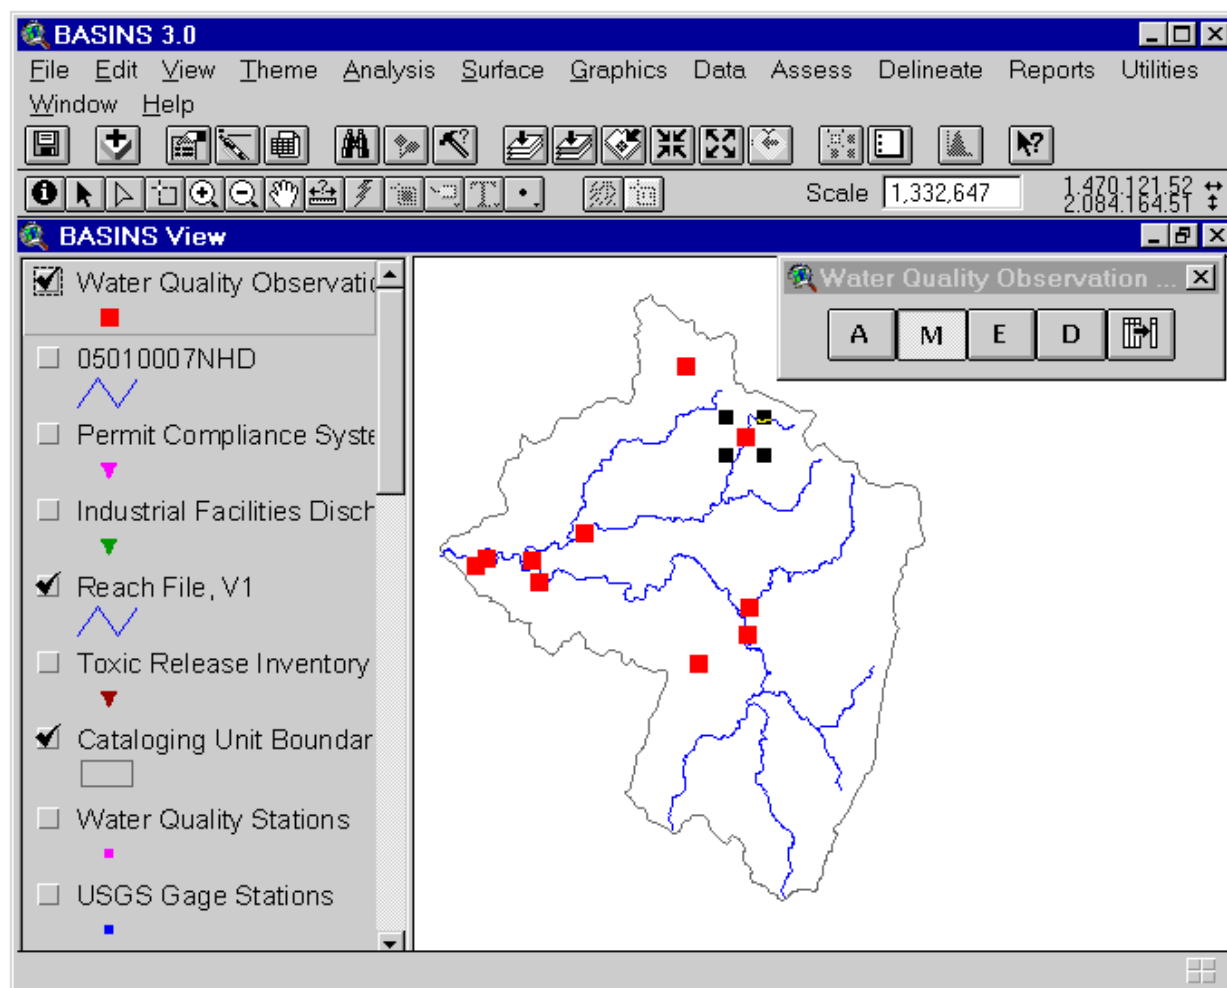 BASINS 3.0
File Edit View Theme Analysis Surface Graphics Data Assess Delineate Reports Utilities
Window Help
Scale 1,332,647 1.470.121.52
2.084.164.51
BASINS View
Water Quality Observatio
Water Quality Observation ...
A M E D
05010007NHD
Permit Compliance Syste
Industrial Facilities Disch
Reach File, V1
Toxic Release Inventory
Cataloging Unit Boundar
Water Quality Stations
USGS Gage Stations